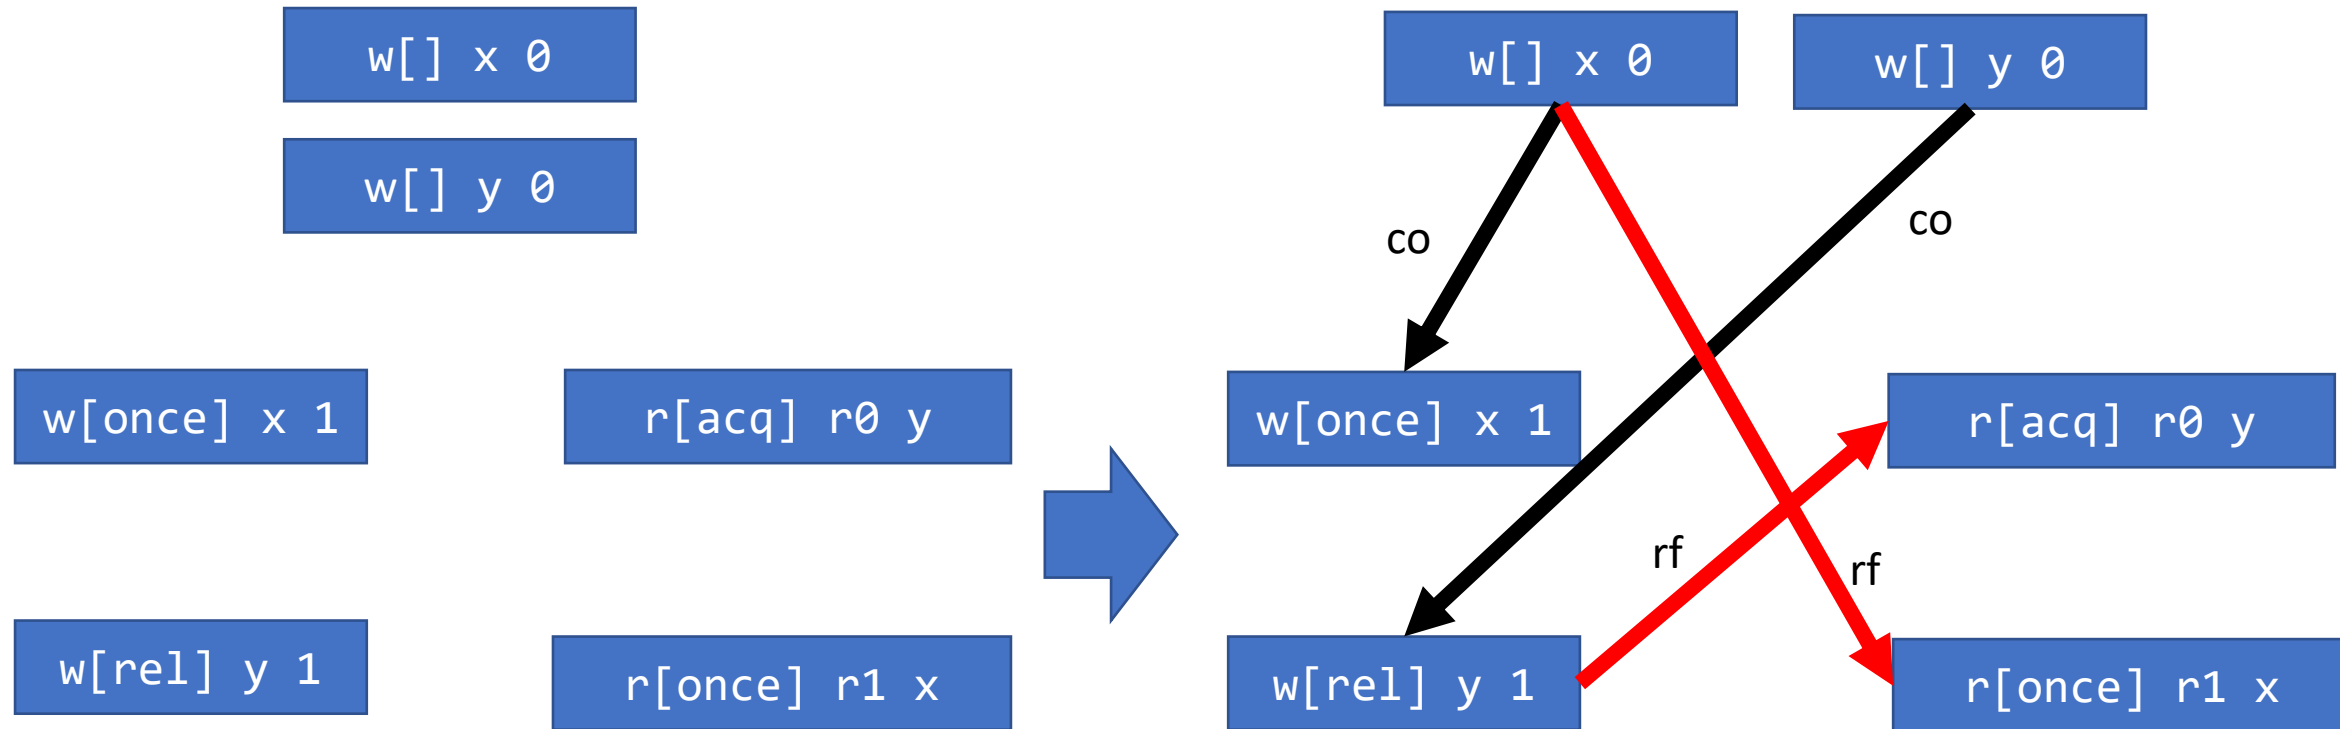 w[] x 0
w[] y 0
w[once] x 1
r[acq] r0 y
w[rel] y 1
r[once] r1 x
w[] x 0
w[] y 0
co
co
w[once] x 1
r[acq] r0 y
rf
rf
w[rel] y 1
r[once] r1 x